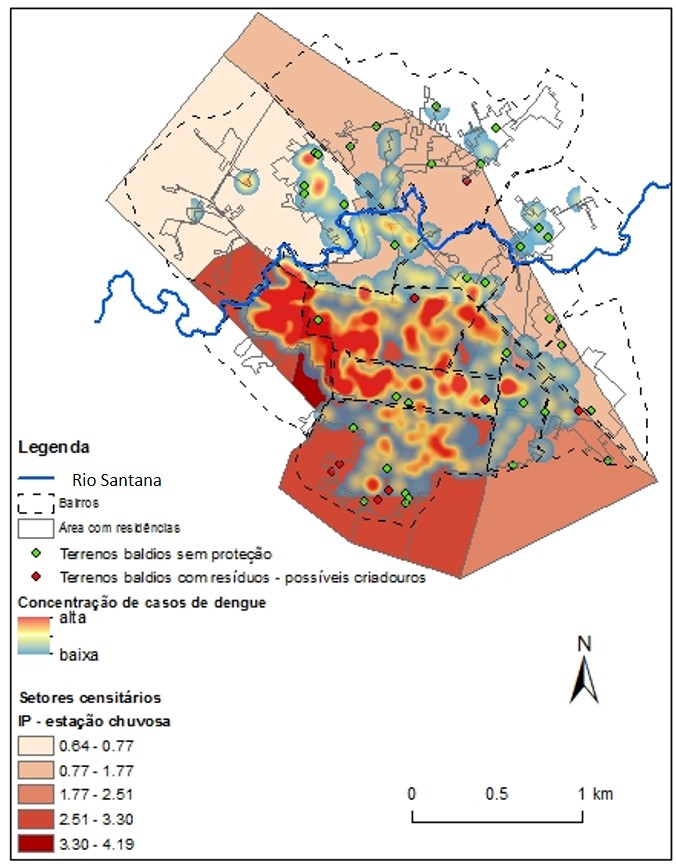 N
0 0.5 1 km
Legenda
Rio Santana
Bairros
Área com residências
Terrenos baldios sem proteção
Terrenos baldios com resíduos - possíveis criadouros
Concentração de casos de dengue
alta
baixa
Setores censitários
IP - estação chuvosa
0.64 - 0.77
0.77 - 1.77
1.77 - 2.51
2.51 - 3.30
3.30 - 4.19